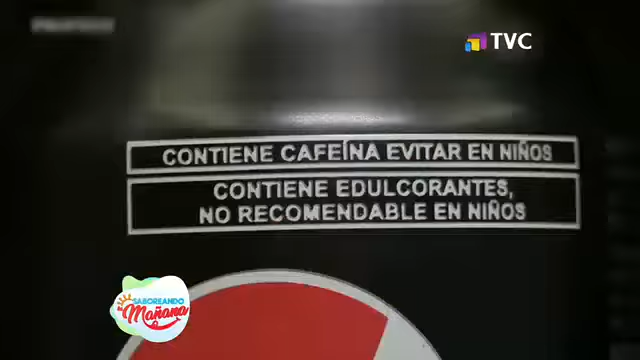 TVC
CONTIENE CAFEÍNA EVITAR EN NIÑOS
CONTIENE EDULCORANTES,
NO RECOMENDABLE EN NIÑOS
SABOREANDO
Mañana